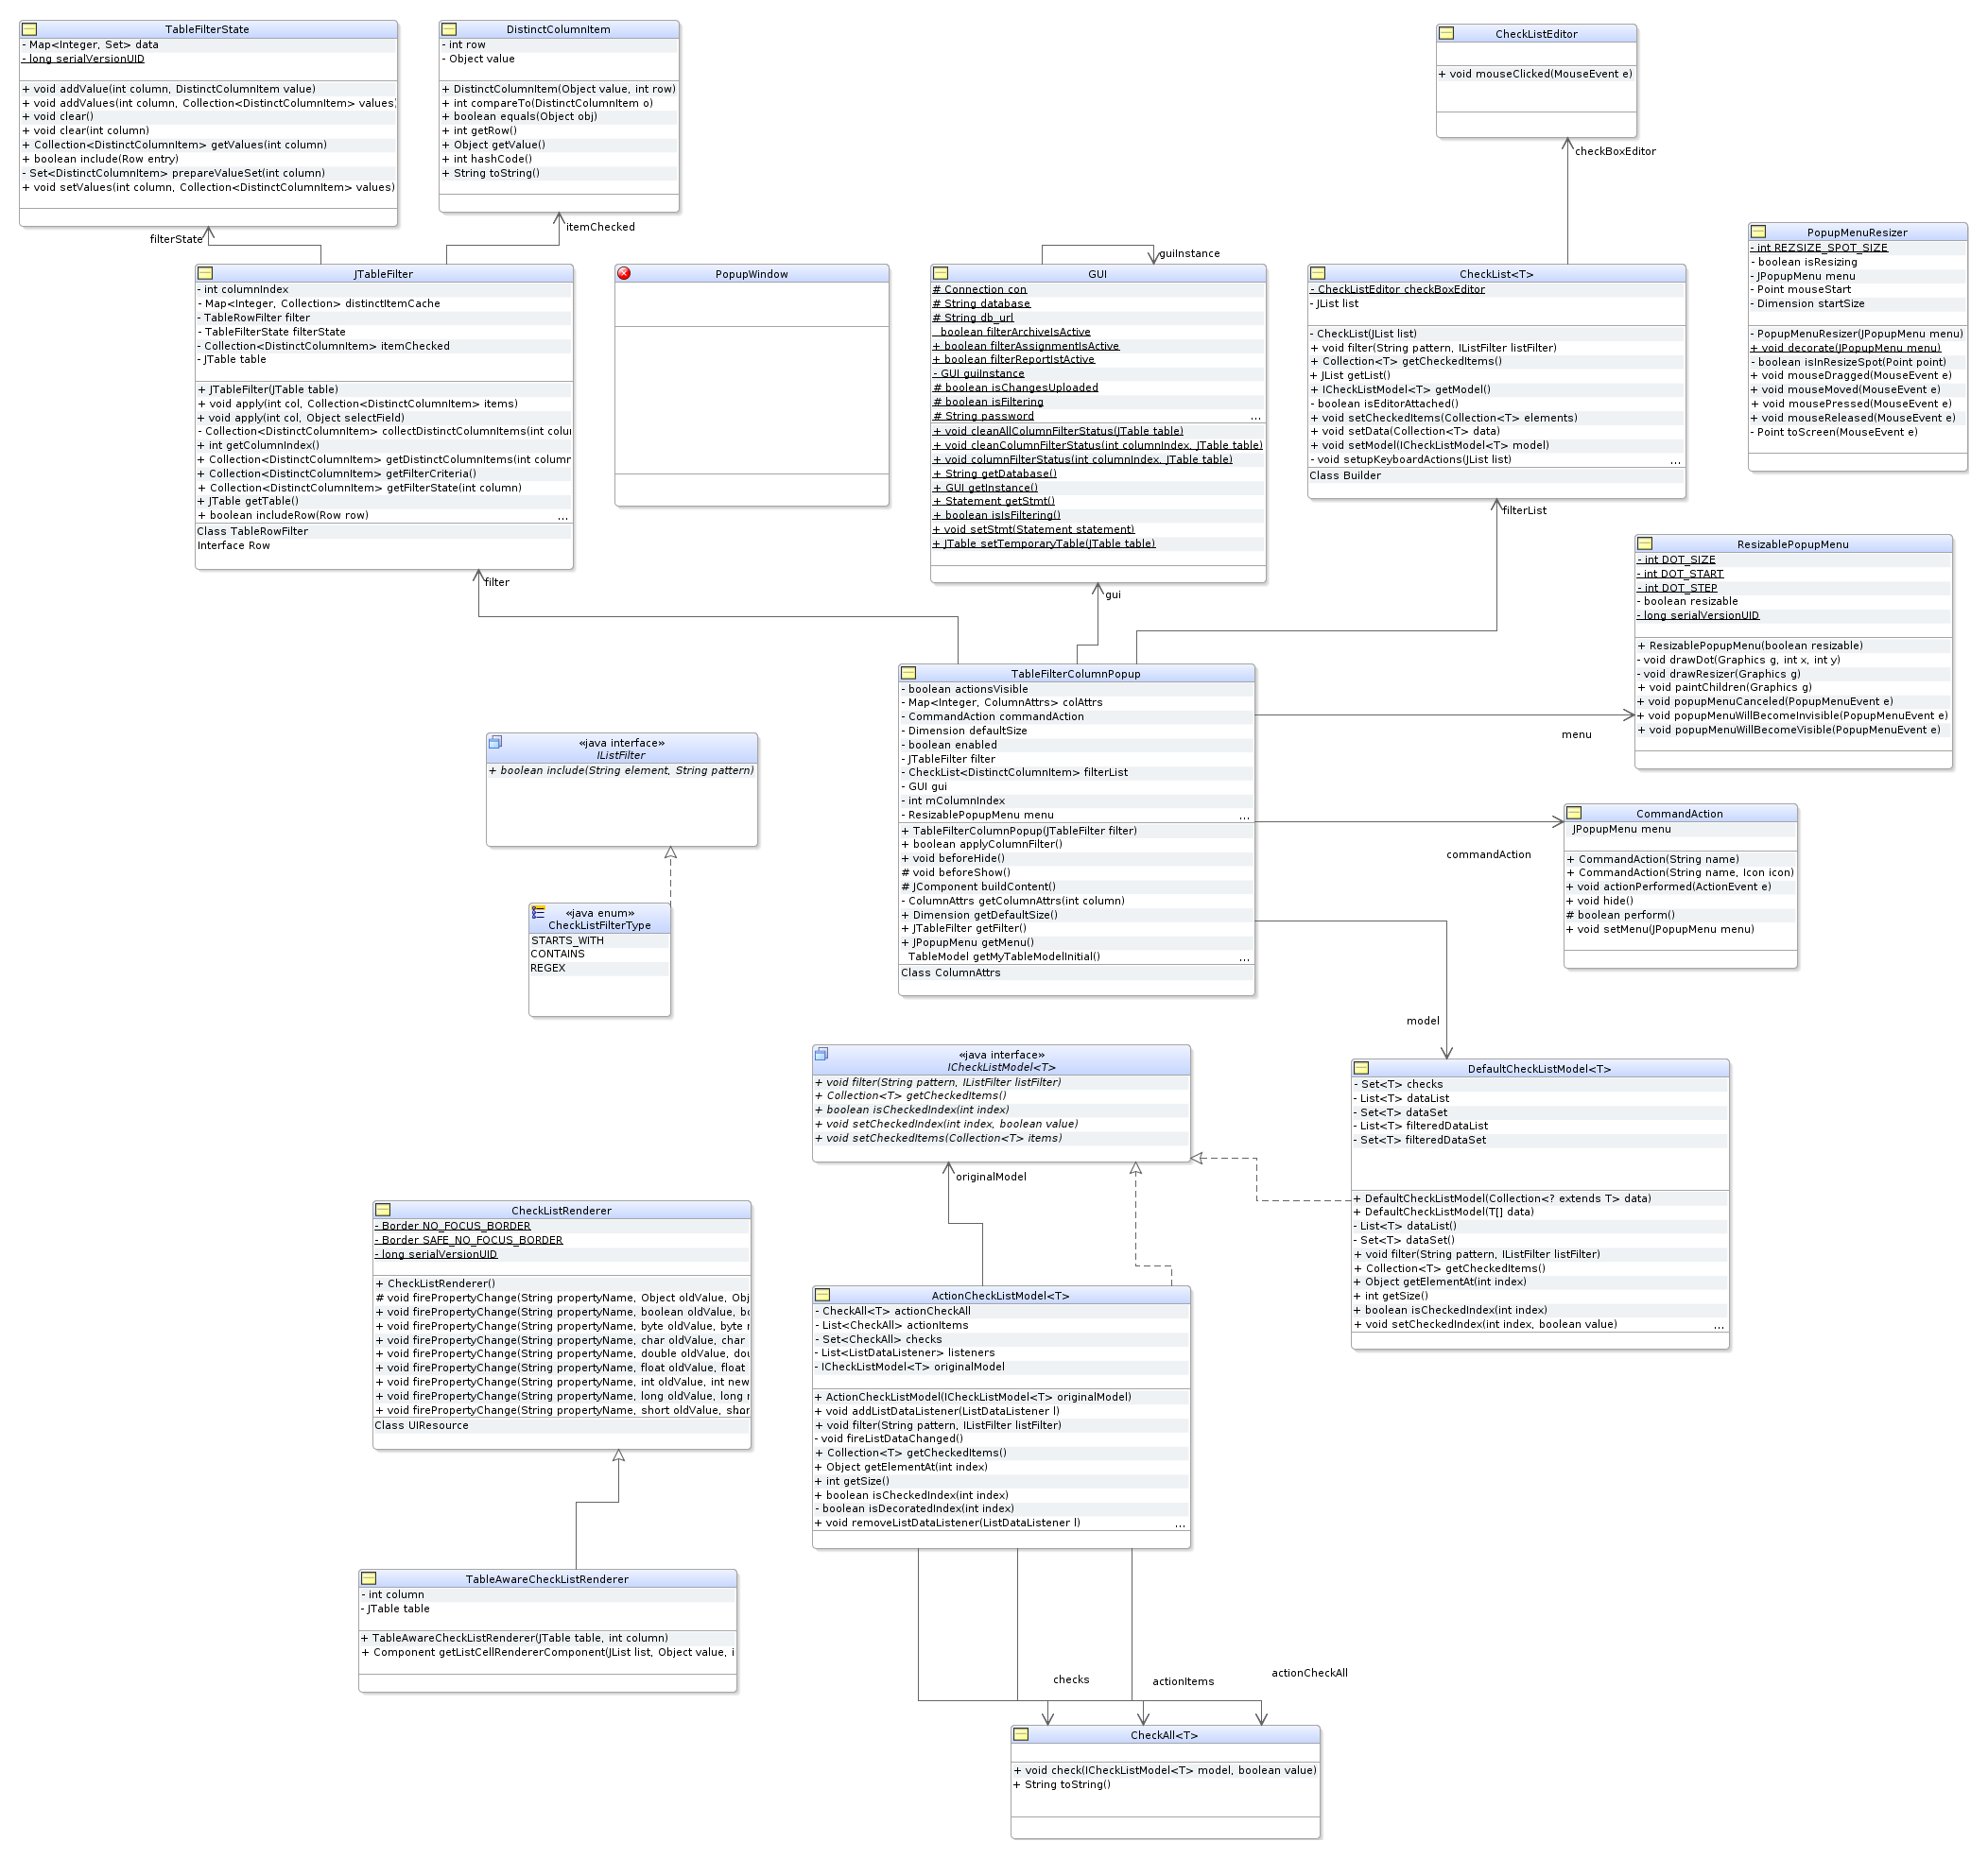 TableFilterState
- Map<Integer, Set> data
- long serialVersionUID
+ void addValue(int column, DistinctColumnItem value)
+ void addValues(int column, Collection<DistinctColumnItem> values)
+ void clear()
+ void clear(int column)
+ Collection<DistinctColumnItem> getValues(int column)
+ boolean include(Row entry)
- Set<DistinctColumnItem> prepareValueSet(int column)
+ void setValues(int column, Collection<DistinctColumnItem> values)
DistinctColumnItem
- int row
- Object value
+ DistinctColumnItem(Object value, int row)
+ int compareTo(DistinctColumnItem o)
+ boolean equals(Object obj)
+ int getRow()
+ Object getValue()
+ int hashCode()
+ String toString()
CheckListEditor
+ void mouseClicked(MouseEvent e)
checkBoxEditor
filterState
itemChecked
guiInstance
JTableFilter
- int columnIndex
- Map<Integer, Collection> distinctItemCache
- TableRowFilter filter
- TableFilterState filterState
- Collection<DistinctColumnItem> itemChecked
- JTable table
+ JTableFilter(JTable table)
+ void apply(int col, Collection<DistinctColumnItem> items)
+ void apply(int col, Object selectField)
- Collection<DistinctColumnItem> collectDistinctColumnItems(int colu
+ int getColumnIndex()
+ Collection<DistinctColumnItem> getDistinctColumnItems(int column
+ Collection<DistinctColumnItem> getFilterCriteria()
+ Collection<DistinctColumnItem> getFilterState(int column)
+ JTable getTable()
+ boolean includeRow(Row row) ...
Class TableRowFilter
Interface Row
PopupWindow
GUI
# Connection con
# String database
# String db_url
boolean filterArchiveIsActive
+ boolean filterAssignmentIsActive
+ boolean filterReportIstActive
- GUI guiInstance
# boolean isChangesUploaded
# boolean isFiltering
# String password ...
+ void cleanAllColumnFilterStatus(JTable table)
+ void cleanColumnFilterStatus(int columnIndex, JTable table)
+ void columnFilterStatus(int columnIndex, JTable table)
+ String getDatabase()
+ GUI getInstance()
+ Statement getStmt()
+ boolean isIsFiltering()
+ void setStmt(Statement statement)
+ JTable setTemporaryTable(JTable table)
CheckList<T>
- CheckListEditor checkBoxEditor
- JList list
- CheckList(JList list)
+ void filter(String pattern, IListFilter listFilter)
+ Collection<T> getCheckedItems()
+ JList getList()
+ ICheckListModel<T> getModel()
- boolean isEditorAttached()
+ void setCheckedItems(Collection<T> elements)
+ void setData(Collection<T> data)
+ void setModel(ICheckListModel<T> model)
- void setupKeyboardActions(JList list) ...
Class Builder
PopupMenuResizer
- int REZSIZE_SPOT_SIZE
- boolean isResizing
- JPopupMenu menu
- Point mouseStart
- Dimension startSize
- PopupMenuResizer(JPopupMenu menu)
+ void decorate(JPopupMenu menu)
- boolean isInResizeSpot(Point point)
+ void mouseDragged(MouseEvent e)
+ void mouseMoved(MouseEvent e)
+ void mousePressed(MouseEvent e)
+ void mouseReleased(MouseEvent e)
- Point toScreen(MouseEvent e)
filter
gui
filterList
ResizablePopupMenu
- int DOT_SIZE
- int DOT_START
- int DOT_STEP
- boolean resizable
- long serialVersionUID
+ ResizablePopupMenu(boolean resizable)
- void drawDot(Graphics g, int x, int y)
- void drawResizer(Graphics g)
+ void paintChildren(Graphics g)
+ void popupMenuCanceled(PopupMenuEvent e)
+ void popupMenuWillBecomeInvisible(PopupMenuEvent e)
+ void popupMenuWillBecomeVisible(PopupMenuEvent e)
TableFilterColumnPopup
- boolean actionsVisible
- Map<Integer, ColumnAttrs> colAttrs
- CommandAction commandAction
- Dimension defaultSize
- boolean enabled
- JTableFilter filter
- CheckList<DistinctColumnItem> filterList
- GUI gui
- int mColumnIndex
- ResizablePopupMenu menu ...
+ TableFilterColumnPopup(JTableFilter filter)
+ boolean applyColumnFilter()
+ void beforeHide()
# void beforeShow()
# JComponent buildContent()
- ColumnAttrs getColumnAttrs(int column)
+ Dimension getDefaultSize()
+ JTableFilter getFilter()
+ JPopupMenu getMenu()
TableModel getMyTableModelInitial() ...
Class ColumnAttrs
menu
commandAction
model
«java interface»
IListFilter
+ boolean include(String element, String pattern)
«java enum»
CheckListFilterType
STARTS_WITH
CONTAINS
REGEX
CommandAction
JPopupMenu menu
+ CommandAction(String name)
+ CommandAction(String name, Icon icon)
+ void actionPerformed(ActionEvent e)
+ void hide()
# boolean perform()
+ void setMenu(JPopupMenu menu)
«java interface»
ICheckListModel<T>
+ void filter(String pattern, IListFilter listFilter)
+ Collection<T> getCheckedItems()
+ boolean isCheckedIndex(int index)
+ void setCheckedIndex(int index, boolean value)
+ void setCheckedItems(Collection<T> items)
DefaultCheckListModel<T>
- Set<T> checks
- List<T> dataList
- Set<T> dataSet
- List<T> filteredDataList
- Set<T> filteredDataSet
+ DefaultCheckListModel(Collection<? extends T> data)
+ DefaultCheckListModel(T[] data)
- List<T> dataList()
- Set<T> dataSet()
+ void filter(String pattern, IListFilter listFilter)
+ Collection<T> getCheckedItems()
+ Object getElementAt(int index)
+ int getSize()
+ boolean isCheckedIndex(int index)
+ void setCheckedIndex(int index, boolean value) ...
originalModel
CheckListRenderer
- Border NO_FOCUS_BORDER
- Border SAFE_NO_FOCUS_BORDER
- long serialVersionUID
+ CheckListRenderer()
# void firePropertyChange(String propertyName, Object oldValue, Obj
+ void firePropertyChange(String propertyName, boolean oldValue, bo
+ void firePropertyChange(String propertyName, byte oldValue, byte n
+ void firePropertyChange(String propertyName, char oldValue, char
+ void firePropertyChange(String propertyName, double oldValue, dou
+ void firePropertyChange(String propertyName, float oldValue, float
+ void firePropertyChange(String propertyName, int oldValue, int new
+ void firePropertyChange(String propertyName, long oldValue, long n
+ void firePropertyChange(String propertyName, short oldValue, short
Class UIResource
ActionCheckListModel<T>
- CheckAll<T> actionCheckAll
- List<CheckAll> actionItems
- Set<CheckAll> checks
- List<ListDataListener> listeners
- ICheckListModel<T> originalModel
+ ActionCheckListModel(ICheckListModel<T> originalModel)
+ void addListDataListener(ListDataListener l)
+ void filter(String pattern, IListFilter listFilter)
- void fireListDataChanged()
+ Collection<T> getCheckedItems()
+ Object getElementAt(int index)
+ int getSize()
+ boolean isCheckedIndex(int index)
- boolean isDecoratedIndex(int index)
+ void removeListDataListener(ListDataListener l) ...
TableAwareCheckListRenderer
- int column
- JTable table
+ TableAwareCheckListRenderer(JTable table, int column)
+ Component getListCellRendererComponent(JList list, Object value, i
checks
actionItems
actionCheckAll
CheckAll<T>
+ void check(ICheckListModel<T> model, boolean value)
+ String toString()